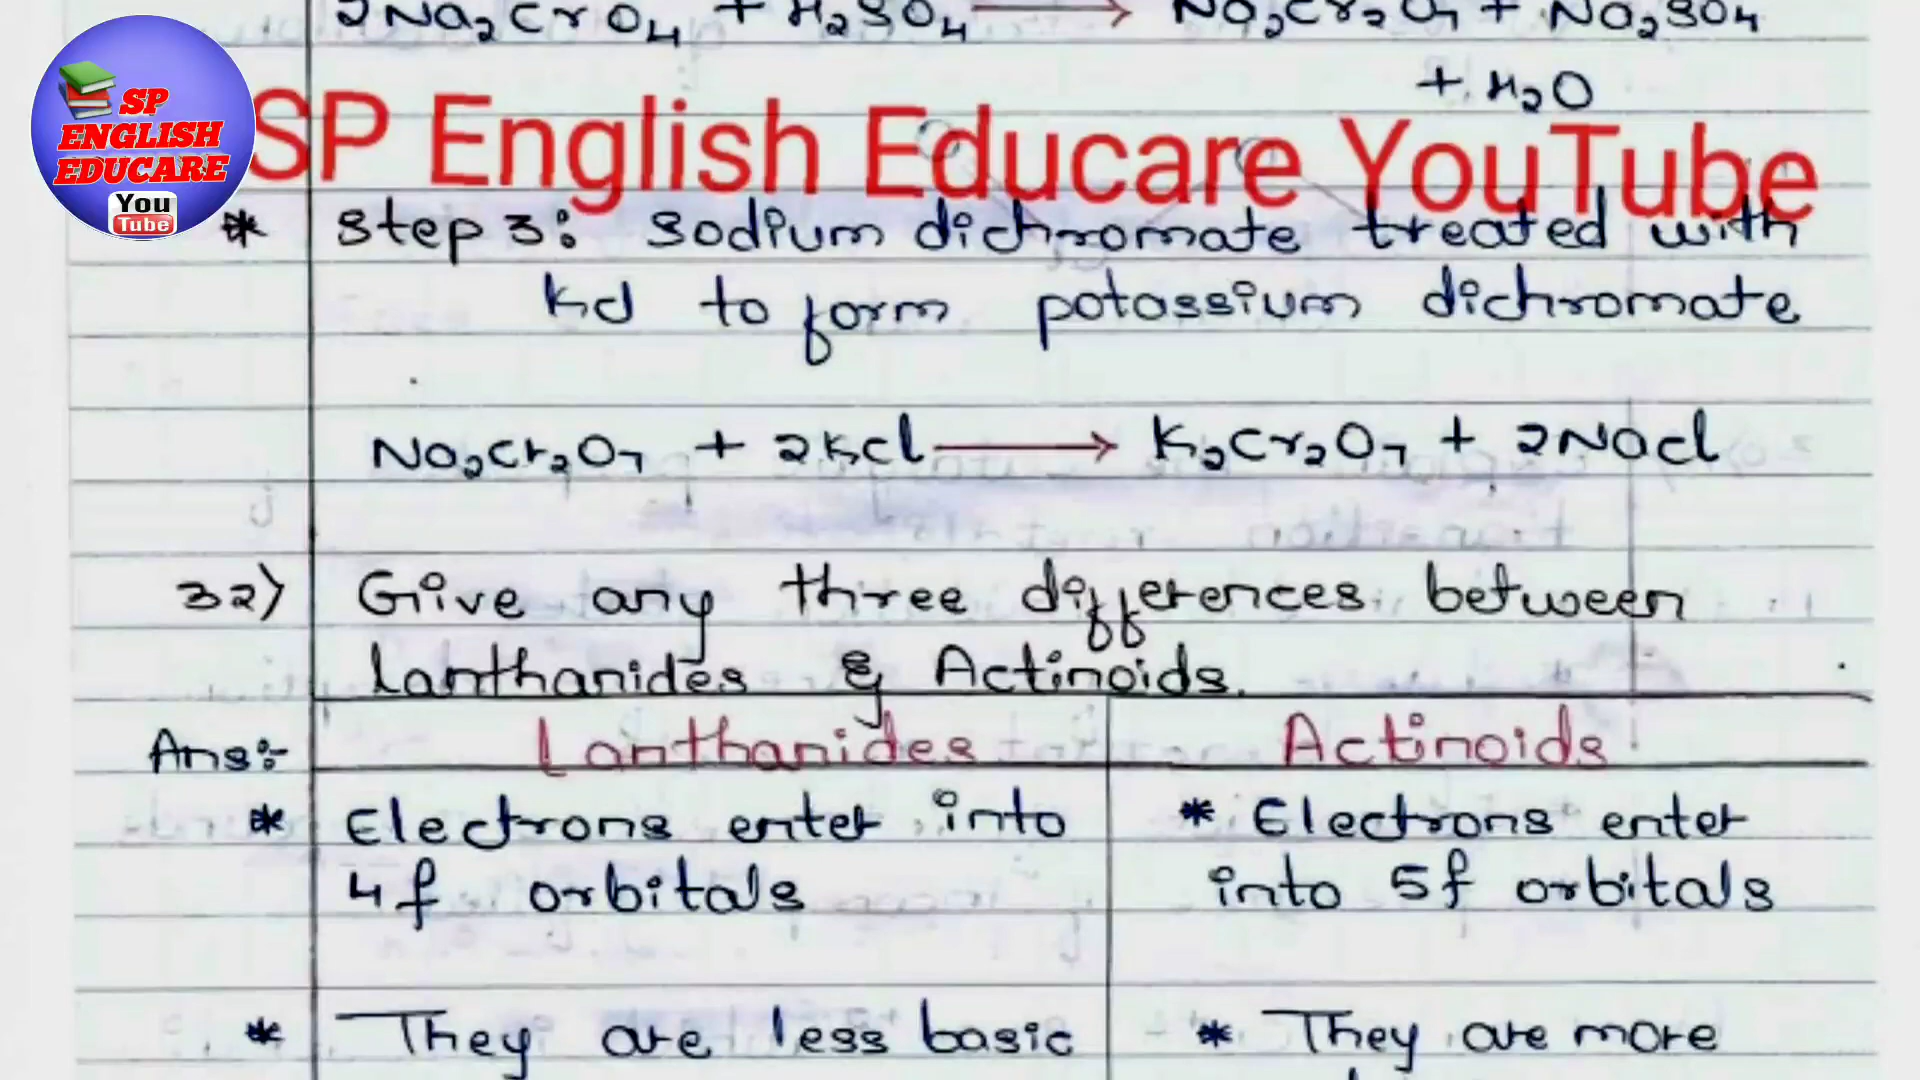 2Na₂CrO₄ + H₂SO₄ → Na₂Cr₂O₇ + Na₂SO₄
+ H₂O
SP
ENGLISH
EDUCARE
You
Tube
SP English Educare YouTube
* Step 3: Sodium dichromate treated with
Kcl to form potassium dichromate
Na₂Cr₂O₇ + 2Kcl → K₂Cr₂O₇ + 2Nacl
32) Give any three differences between
Lanthanides & Actinoids.
Ans:- Lanthanides Actinoids
* Electrons enter into * Electrons enter
4f orbitals into 5f orbitals
* They are less basic * They are more